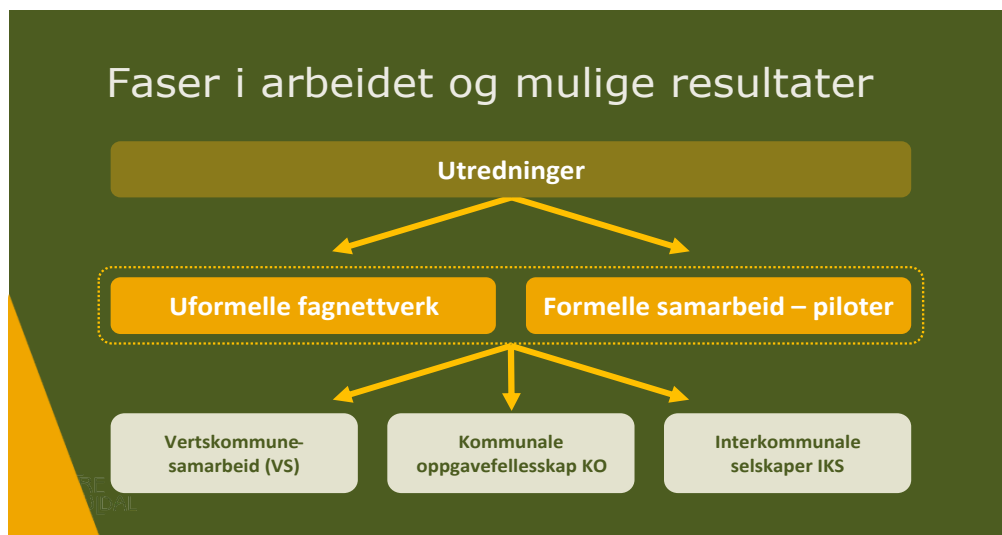 Faser i arbeidet og mulige resultater
Utredninger
Uformelle fagnettverk
Formelle samarbeid – piloter
Vertskommune-
samarbeid (VS)
Kommunale
oppgavefellesskap KO
Interkommunale
selskaper IKS